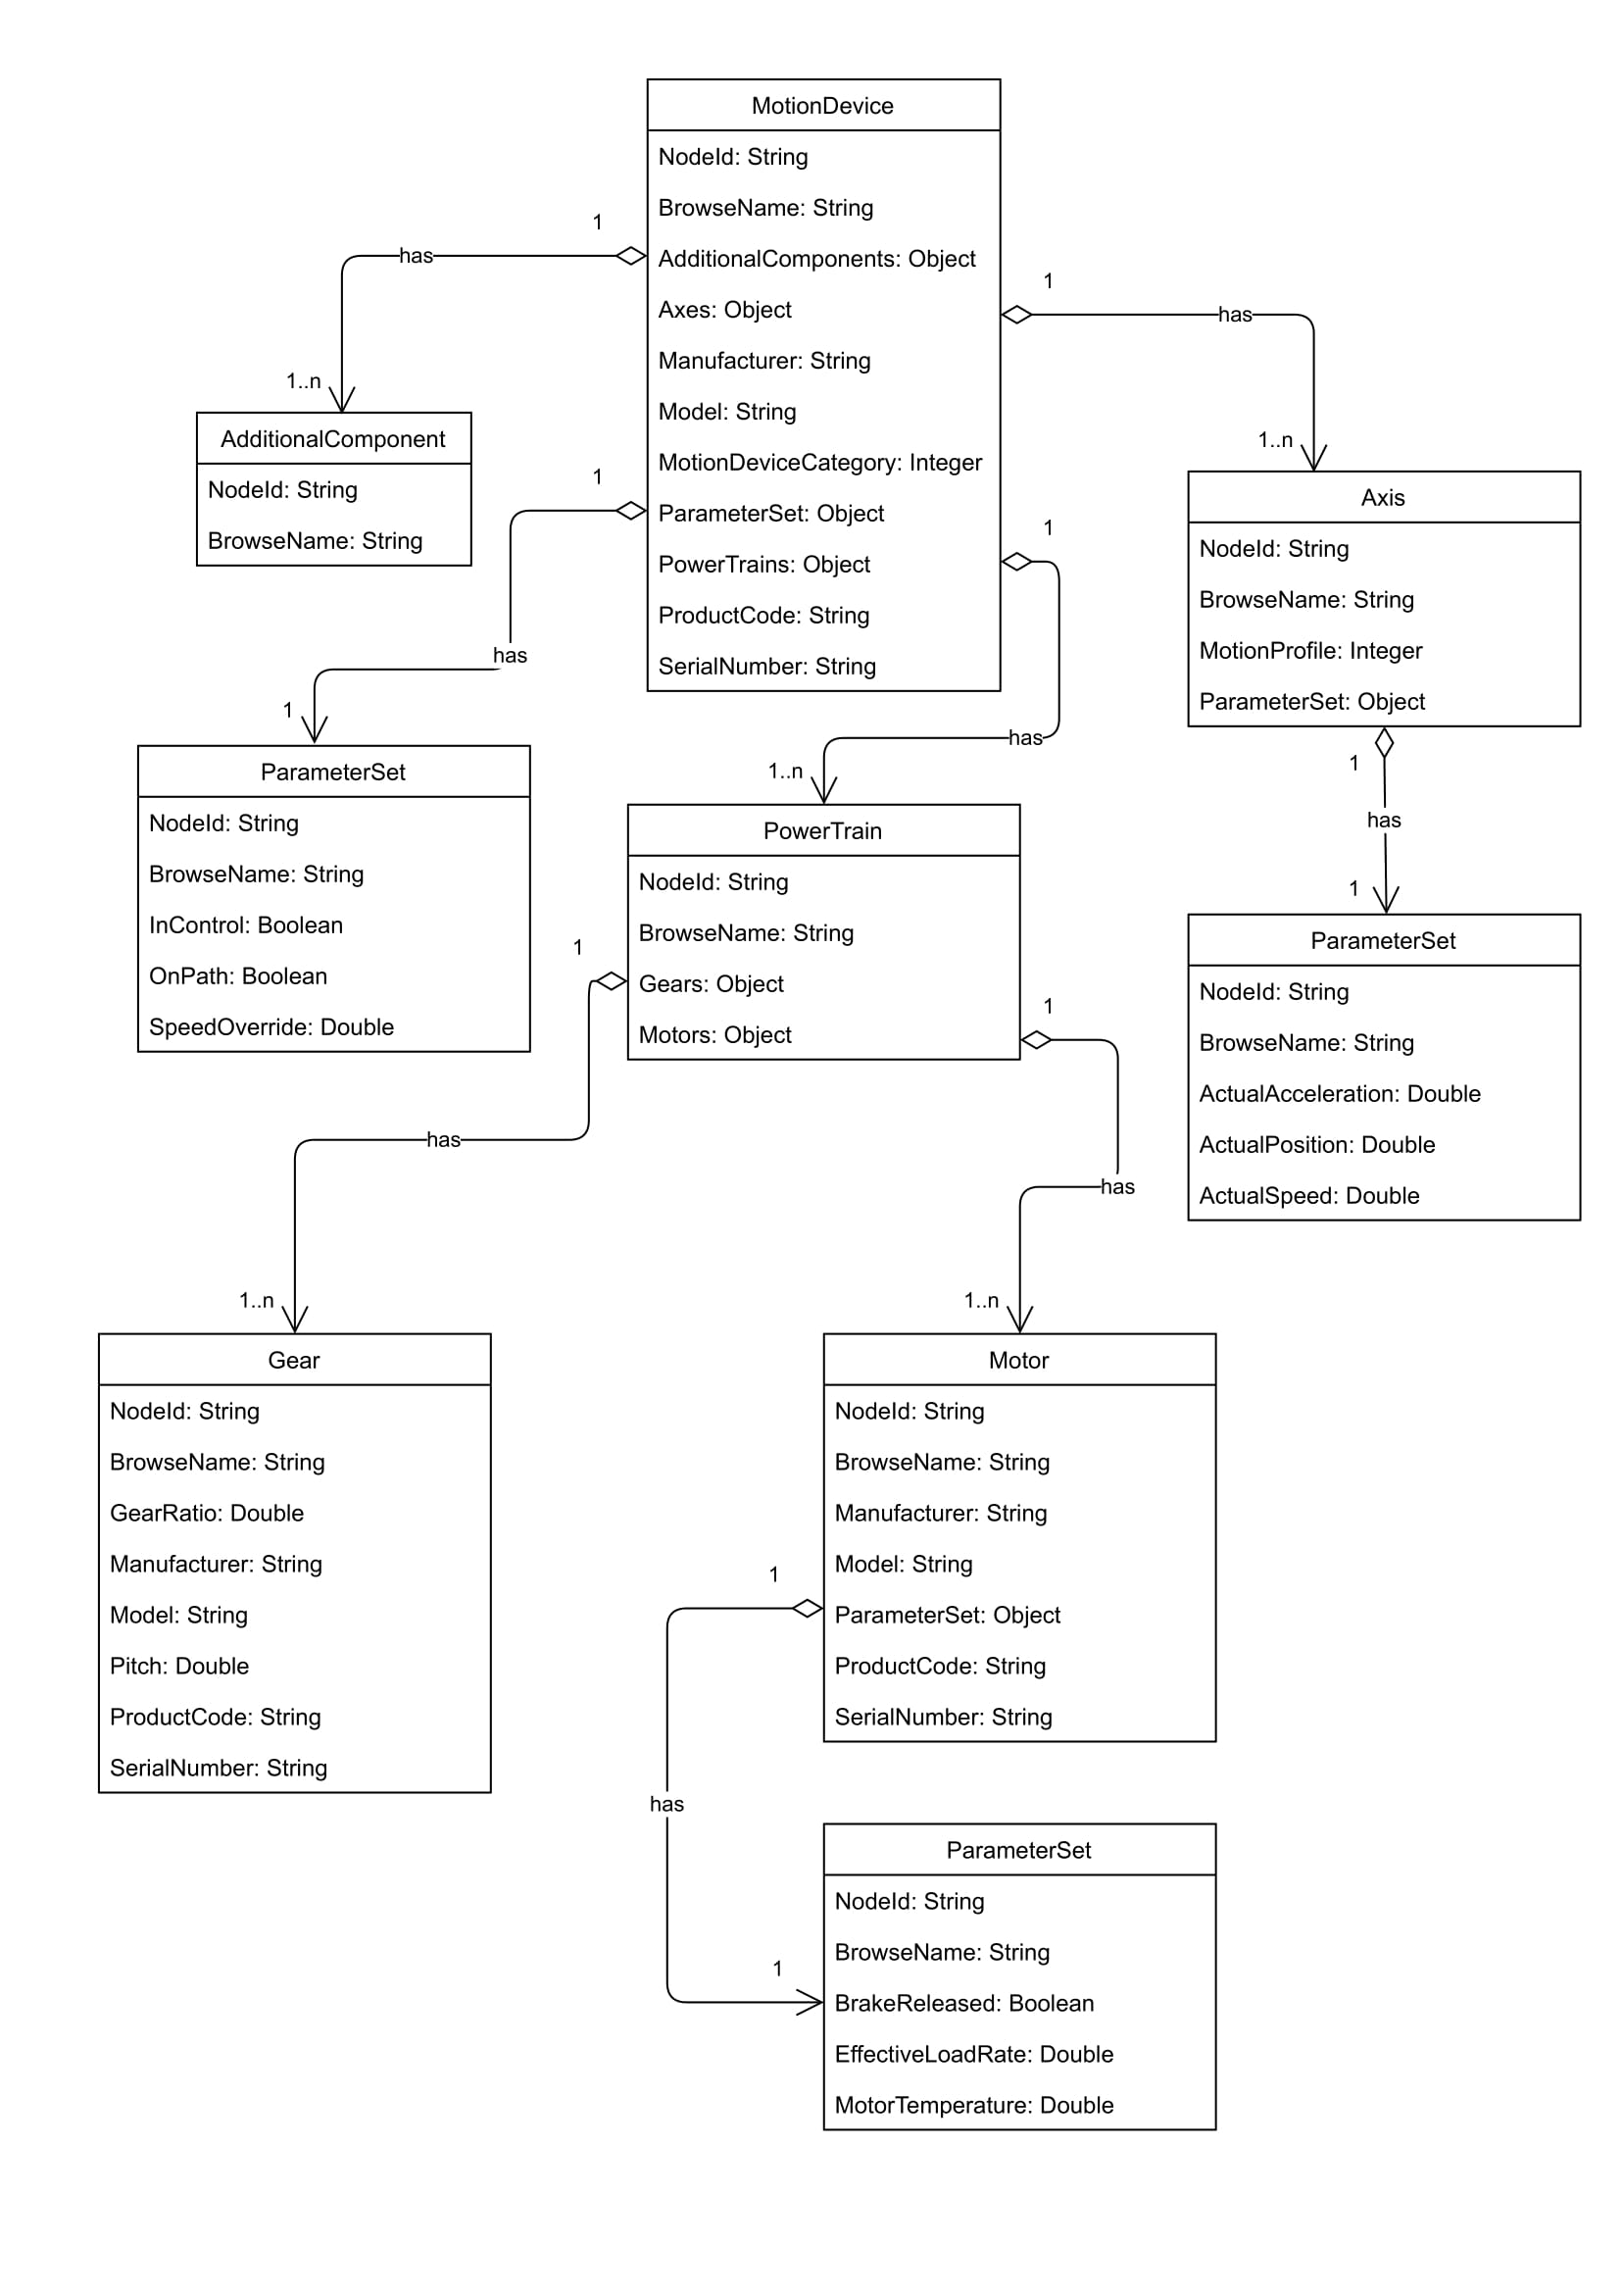 MotionDevice
NodeId: String
BrowseName: String
AdditionalComponents: Object
Axes: Object
Manufacturer: String
Model: String
MotionDeviceCategory: Integer
ParameterSet: Object
PowerTrains: Object
ProductCode: String
SerialNumber: String
1
has
1..n
AdditionalComponent
NodeId: String
BrowseName: String
1
has
1..n
Axis
NodeId: String
BrowseName: String
MotionProfile: Integer
ParameterSet: Object
1
has
1
ParameterSet
NodeId: String
BrowseName: String
InControl: Boolean
OnPath: Boolean
SpeedOverride: Double
1
has
1..n
PowerTrain
NodeId: String
BrowseName: String
Gears: Object
Motors: Object
1
has
1
ParameterSet
NodeId: String
BrowseName: String
ActualAcceleration: Double
ActualPosition: Double
ActualSpeed: Double
1
has
1..n
Gear
NodeId: String
BrowseName: String
GearRatio: Double
Manufacturer: String
Model: String
Pitch: Double
ProductCode: String
SerialNumber: String
1
has
1..n
Motor
NodeId: String
BrowseName: String
Manufacturer: String
Model: String
ParameterSet: Object
ProductCode: String
SerialNumber: String
1
has
1
ParameterSet
NodeId: String
BrowseName: String
BrakeReleased: Boolean
EffectiveLoadRate: Double
MotorTemperature: Double